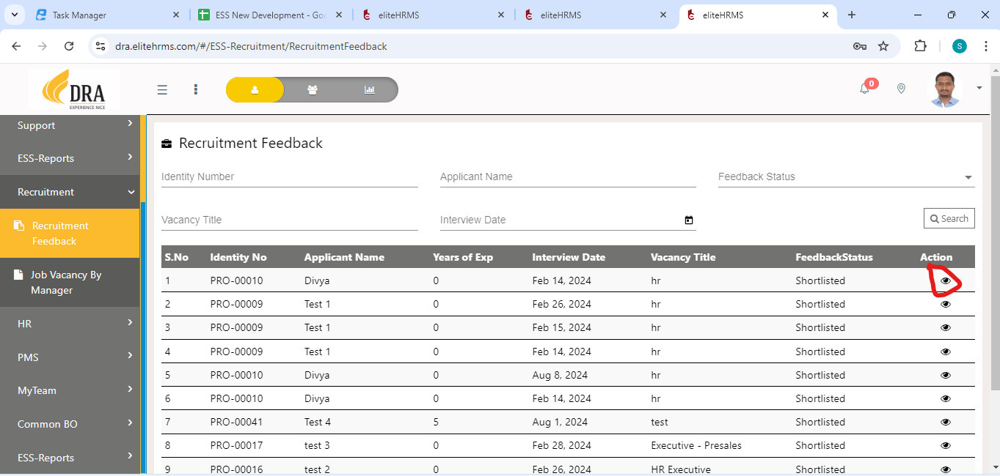 Task Manager
ESS New Development - Goo
eliteHRMS
eliteHRMS
eliteHRMS
dra.elitehrms.com/#/ESS-Recruitment/RecruitmentFeedback
S
DRA
EXPERIENCE NICE
0
Support
ESS-Reports
Recruitment
Recruitment
Feedback
Job Vacancy By
Manager
HR
PMS
MyTeam
Common BO
ESS-Reports
Recruitment Feedback
Identity Number Applicant Name Feedback Status
Vacancy Title Interview Date Search
S.No Identity No Applicant Name Years of Exp Interview Date Vacancy Title FeedbackStatus Action
1 PRO-00010 Divya 0 Feb 14, 2024 hr Shortlisted
2 PRO-00009 Test 1 0 Feb 26, 2024 hr Shortlisted
3 PRO-00009 Test 1 0 Feb 15, 2024 hr Shortlisted
4 PRO-00009 Test 1 0 Feb 14, 2024 hr Shortlisted
5 PRO-00010 Divya 0 Aug 8, 2024 hr Shortlisted
6 PRO-00010 Divya 0 Feb 14, 2024 hr Shortlisted
7 PRO-00041 Test 4 5 Aug 1, 2024 test Shortlisted
8 PRO-00017 test 3 0 Feb 28, 2024 Executive - Presales Shortlisted
9 PRO-00016 test 2 0 Feb 26, 2024 HR Executive Shortlisted